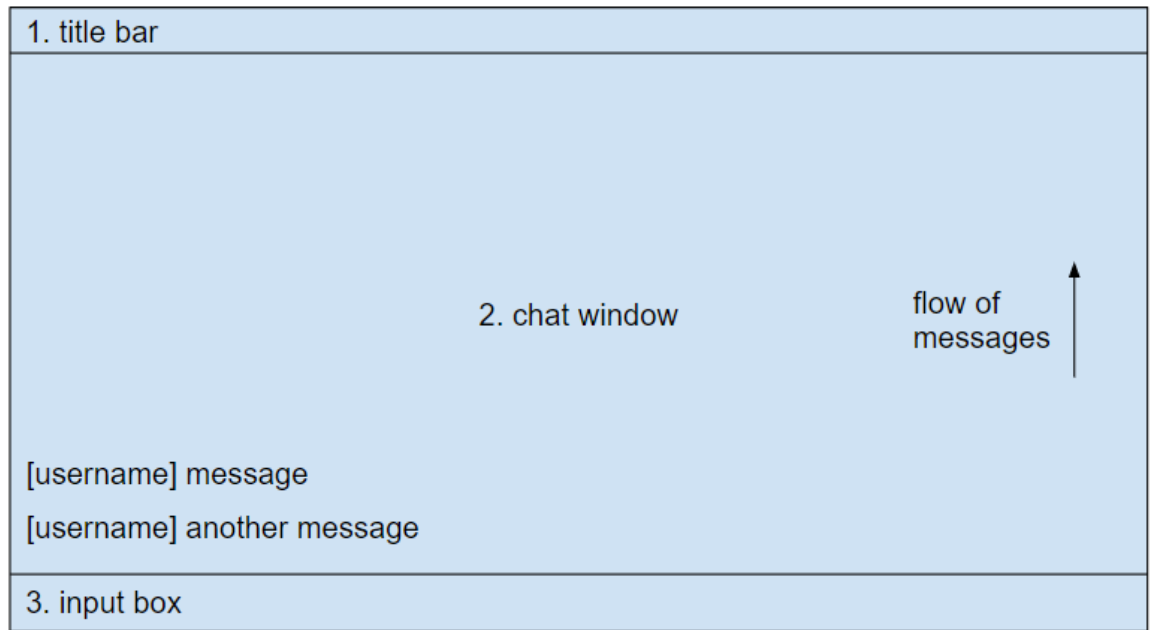 1. title bar
2. chat window
flow of
messages
[username] message
[username] another message
3. input box